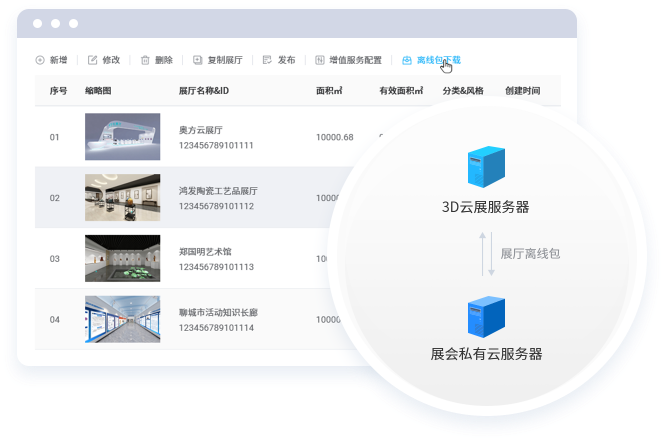 新增 修改 删除 复制展厅 发布 增值服务配置 离线包下载
序号 缩略图 展厅名称&ID 面积㎡ 有效面积㎡ 分类&风格 创建时间
01 奥方云展厅 10000.68
123456789101111
02 鸿发陶瓷工艺品展厅
123456789101112
03 郑国明艺术馆
123456789101113
04 聊城市活动知识长廊
123456789101114
3D云展服务器
展厅离线包
展会私有云服务器